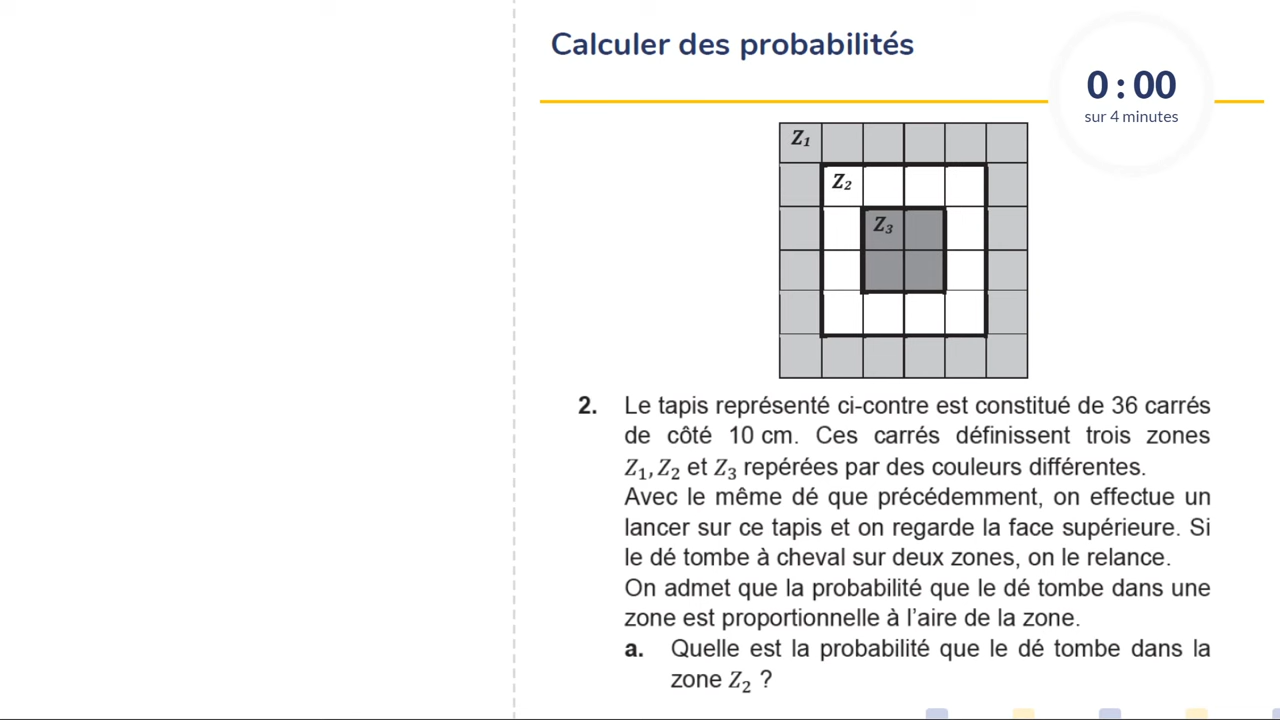 Calculer des probabilités
0 : 00
sur 4 minutes
Z₁
Z₂
Z₃
2. Le tapis représenté ci-contre est constitué de 36 carrés
de côté 10 cm. Ces carrés définissent trois zones
Z₁, Z₂ et Z₃ repérées par des couleurs différentes.
Avec le même dé que précédemment, on effectue un
lancer sur ce tapis et on regarde la face supérieure. Si
le dé tombe à cheval sur deux zones, on le relance.
On admet que la probabilité que le dé tombe dans une
zone est proportionnelle à l’aire de la zone.
a. Quelle est la probabilité que le dé tombe dans la
zone Z₂ ?